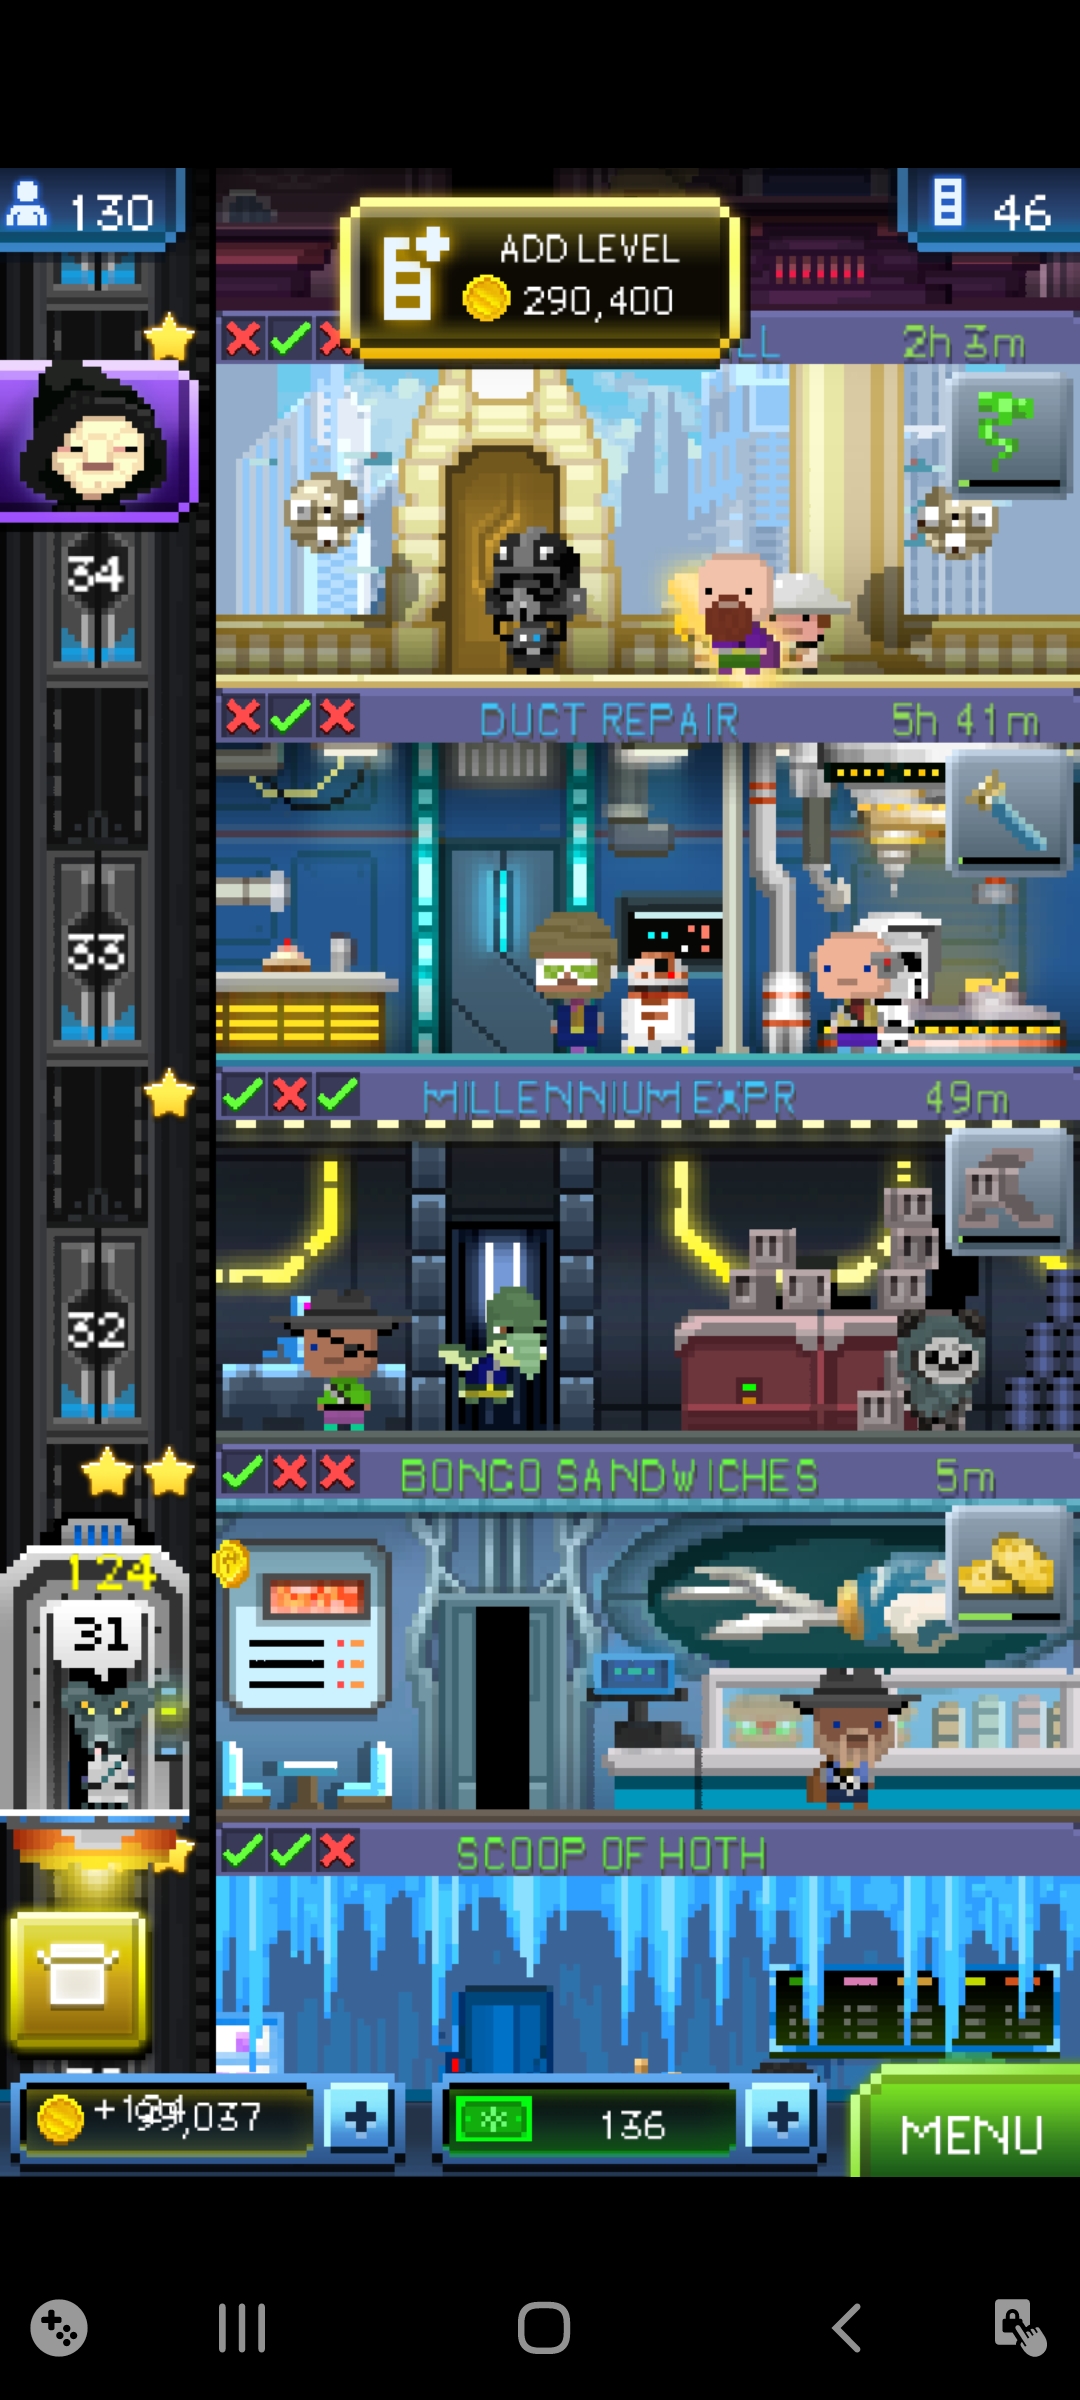 130
46
ADD LEVEL
290,400
LL
2h 3m
34
DUCT REPAIR
5h 41m
33
MILLENNIUM EXPR
49m
32
BONGO SANDWICHES
5m
124
31
SCOOP OF HOTH
136
MENU